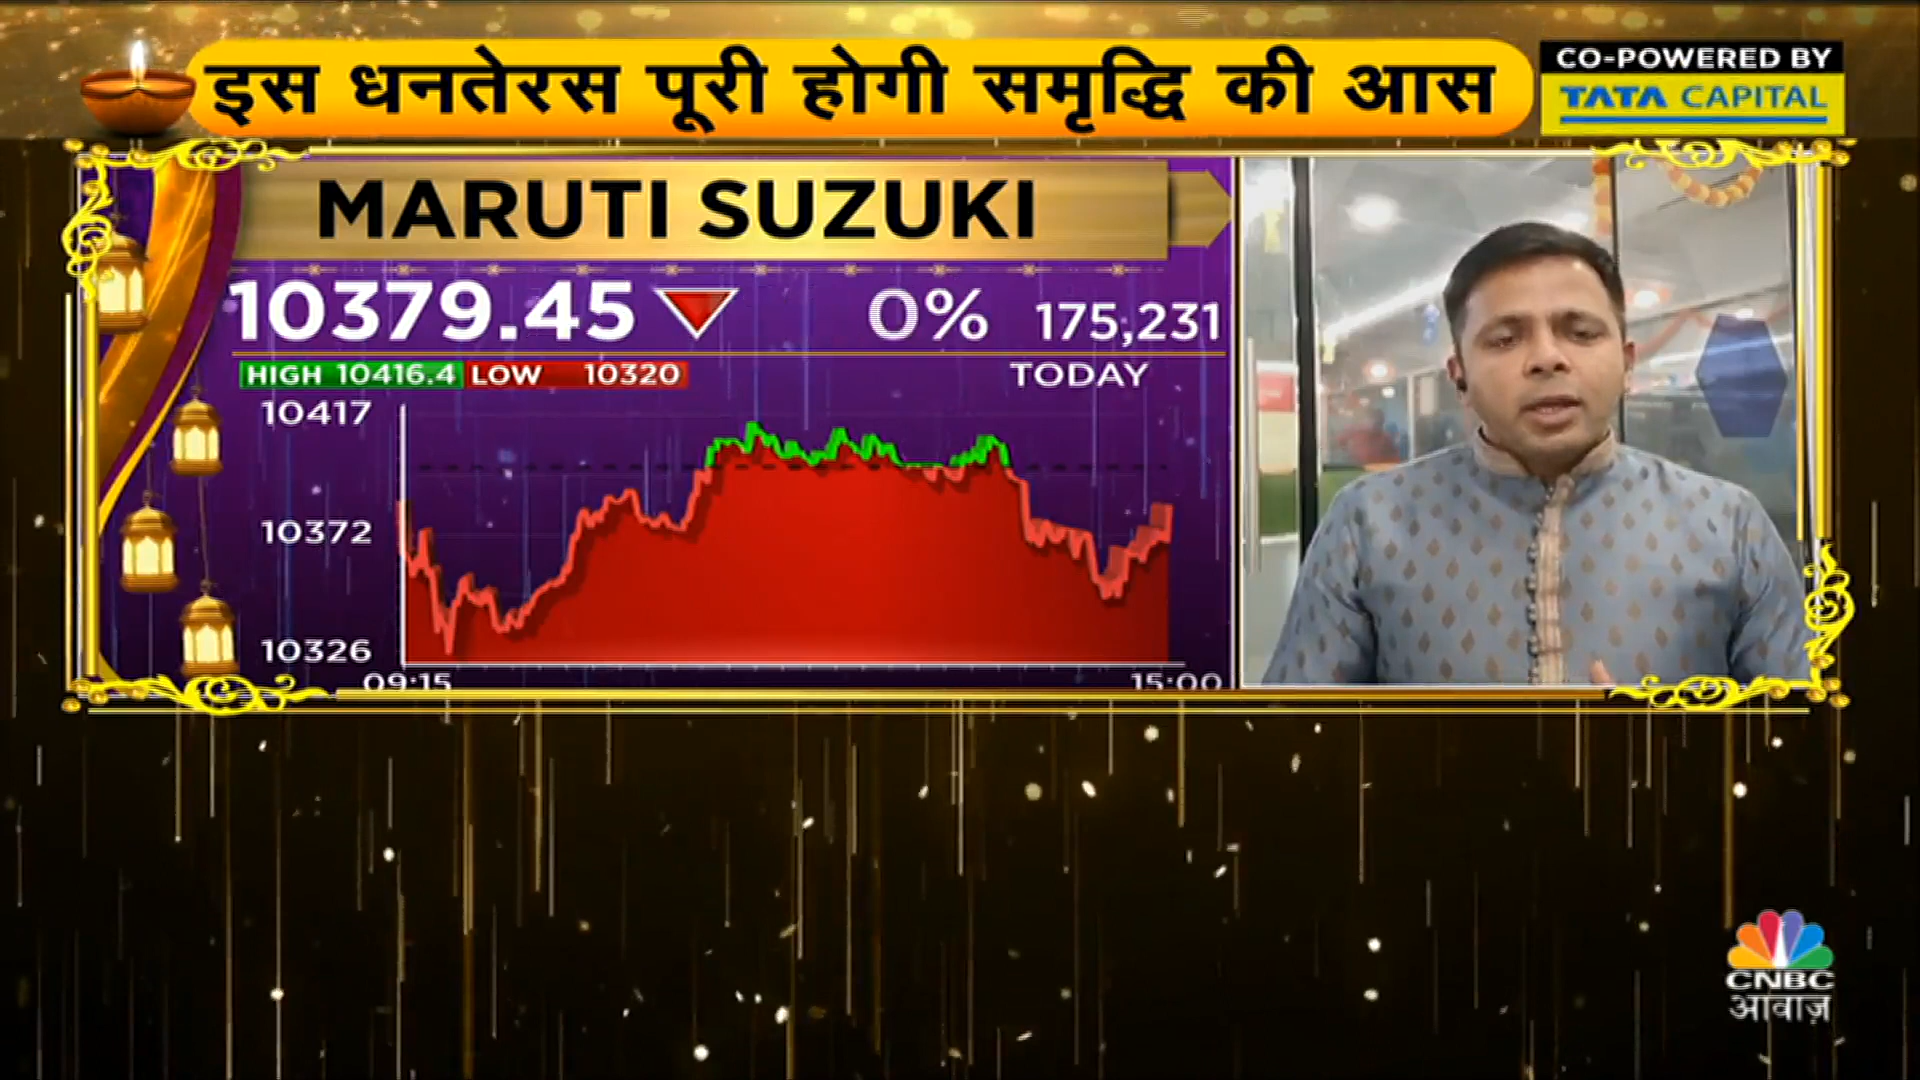 इस धनतेरस पूरी होगी समृद्धि की आस
CO-POWERED BY
TATA CAPITAL
MARUTI SUZUKI
10379.45 0% 175,231
HIGH 10416.4 LOW 10320 TODAY
10417
10372
10326
09:15 15:00
CNBC
आवाज़